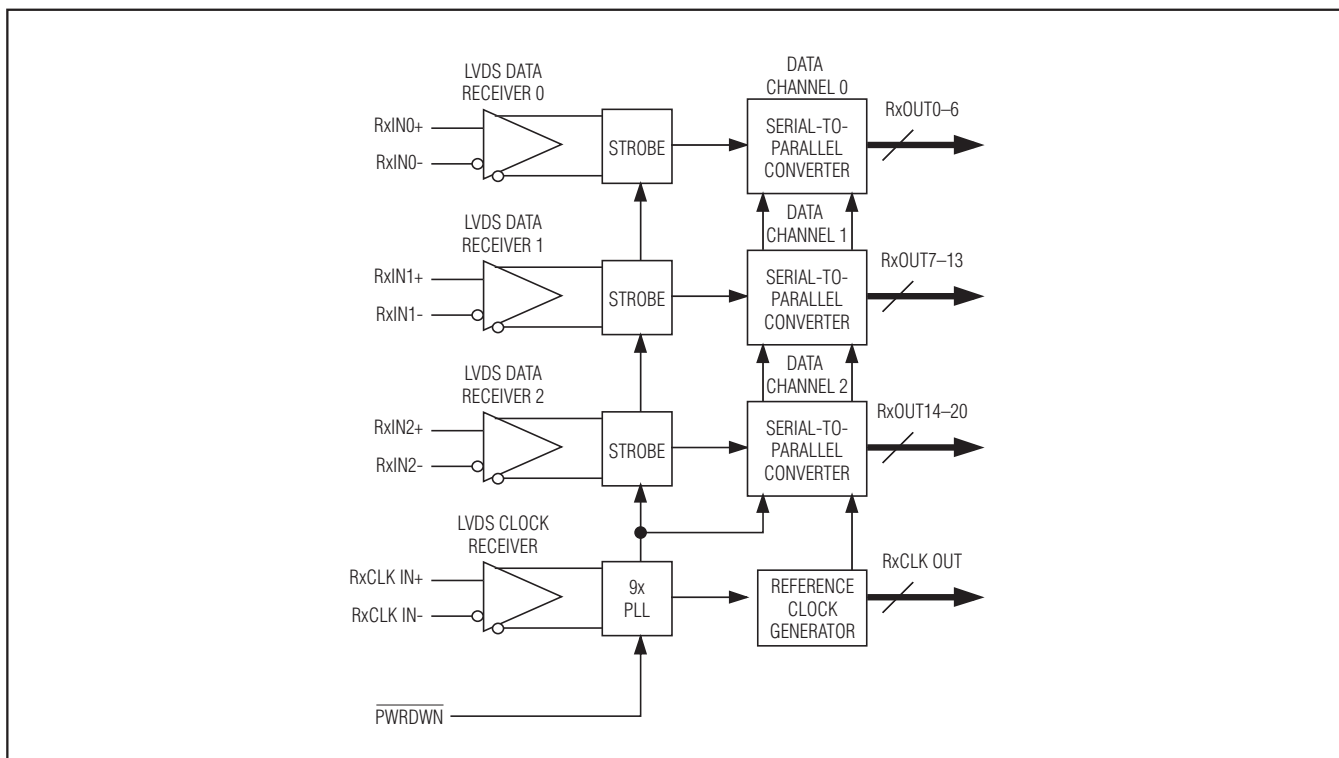 LVDS DATA
RECEIVER 0
RxIN0+
RxIN0-
STROBE
DATA
CHANNEL 0
SERIAL-TO-
PARALLEL
CONVERTER
RxOUT0–6
LVDS DATA
RECEIVER 1
RxIN1+
RxIN1-
STROBE
DATA
CHANNEL 1
SERIAL-TO-
PARALLEL
CONVERTER
RxOUT7–13
LVDS DATA
RECEIVER 2
RxIN2+
RxIN2-
STROBE
DATA
CHANNEL 2
SERIAL-TO-
PARALLEL
CONVERTER
RxOUT14–20
LVDS CLOCK
RECEIVER
RxCLK IN+
RxCLK IN-
9x
PLL
REFERENCE
CLOCK
GENERATOR
RxCLK OUT
PWRDWN